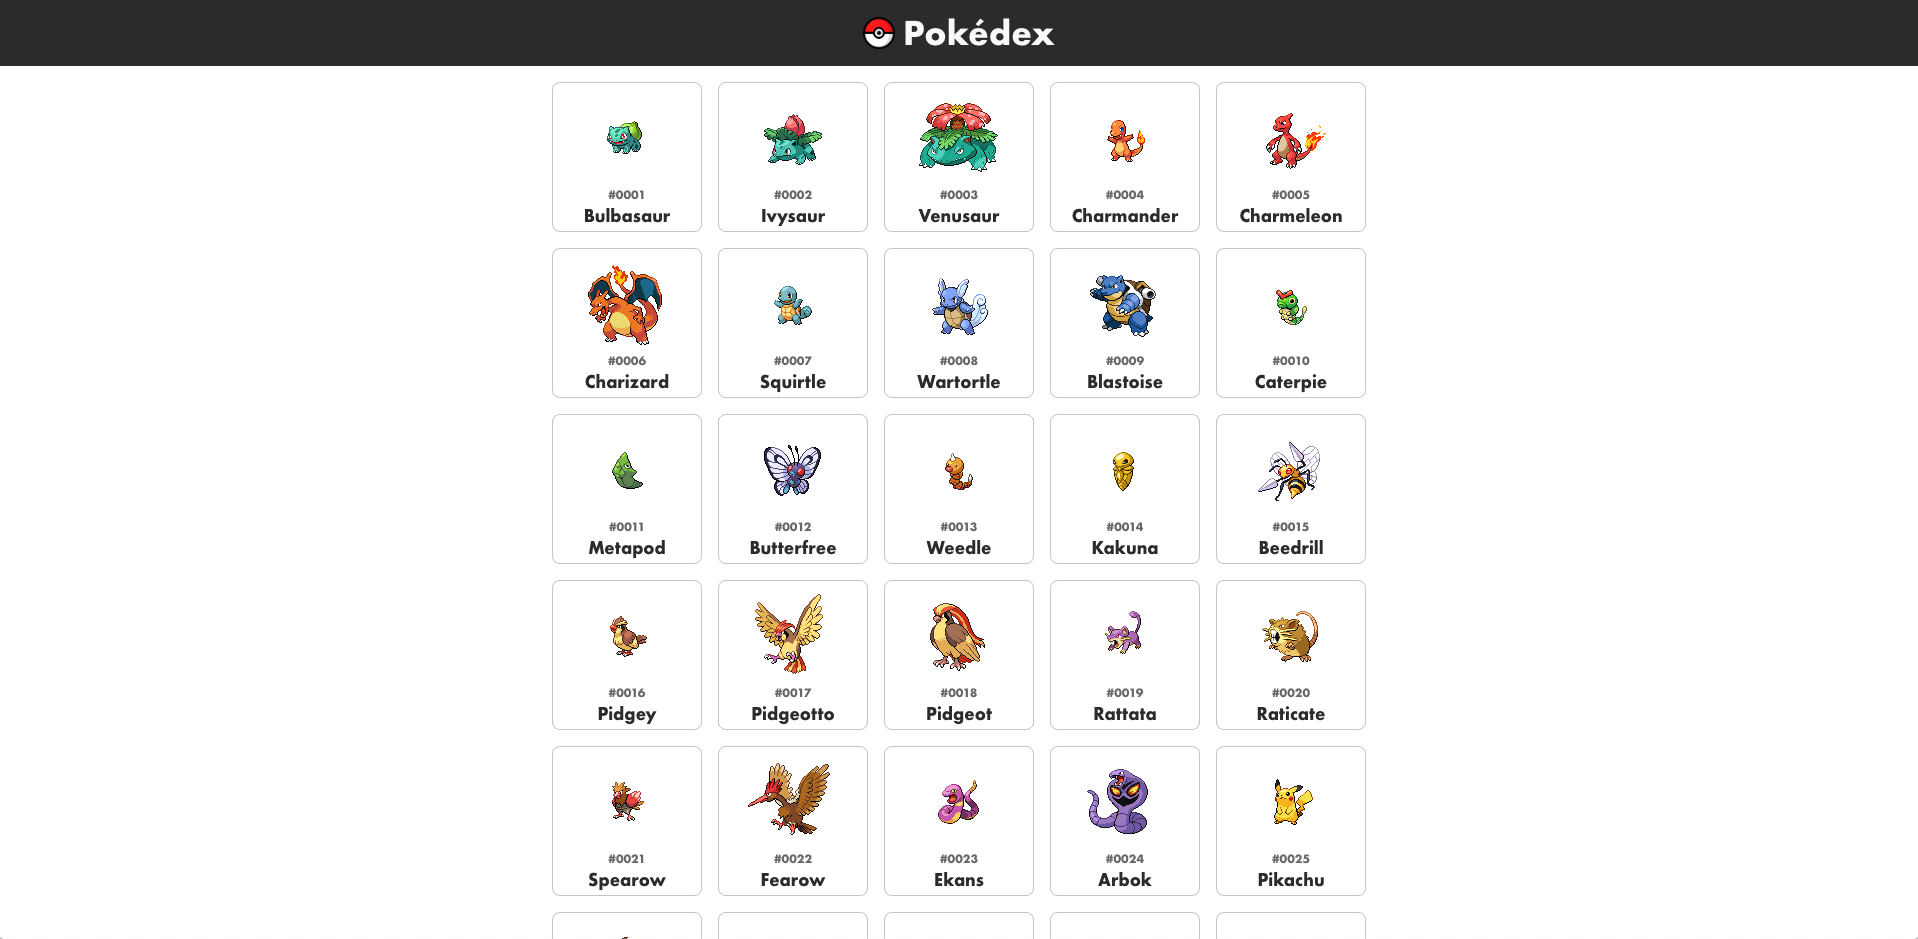 Pokédex
#0001
Bulbasaur
#0002
Ivysaur
#0003
Venusaur
#0004
Charmander
#0005
Charmeleon
#0006
Charizard
#0007
Squirtle
#0008
Wartortle
#0009
Blastoise
#0010
Caterpie
#0011
Metapod
#0012
Butterfree
#0013
Weedle
#0014
Kakuna
#0015
Beedrill
#0016
Pidgey
#0017
Pidgeotto
#0018
Pidgeot
#0019
Rattata
#0020
Raticate
#0021
Spearow
#0022
Fearow
#0023
Ekans
#0024
Arbok
#0025
Pikachu